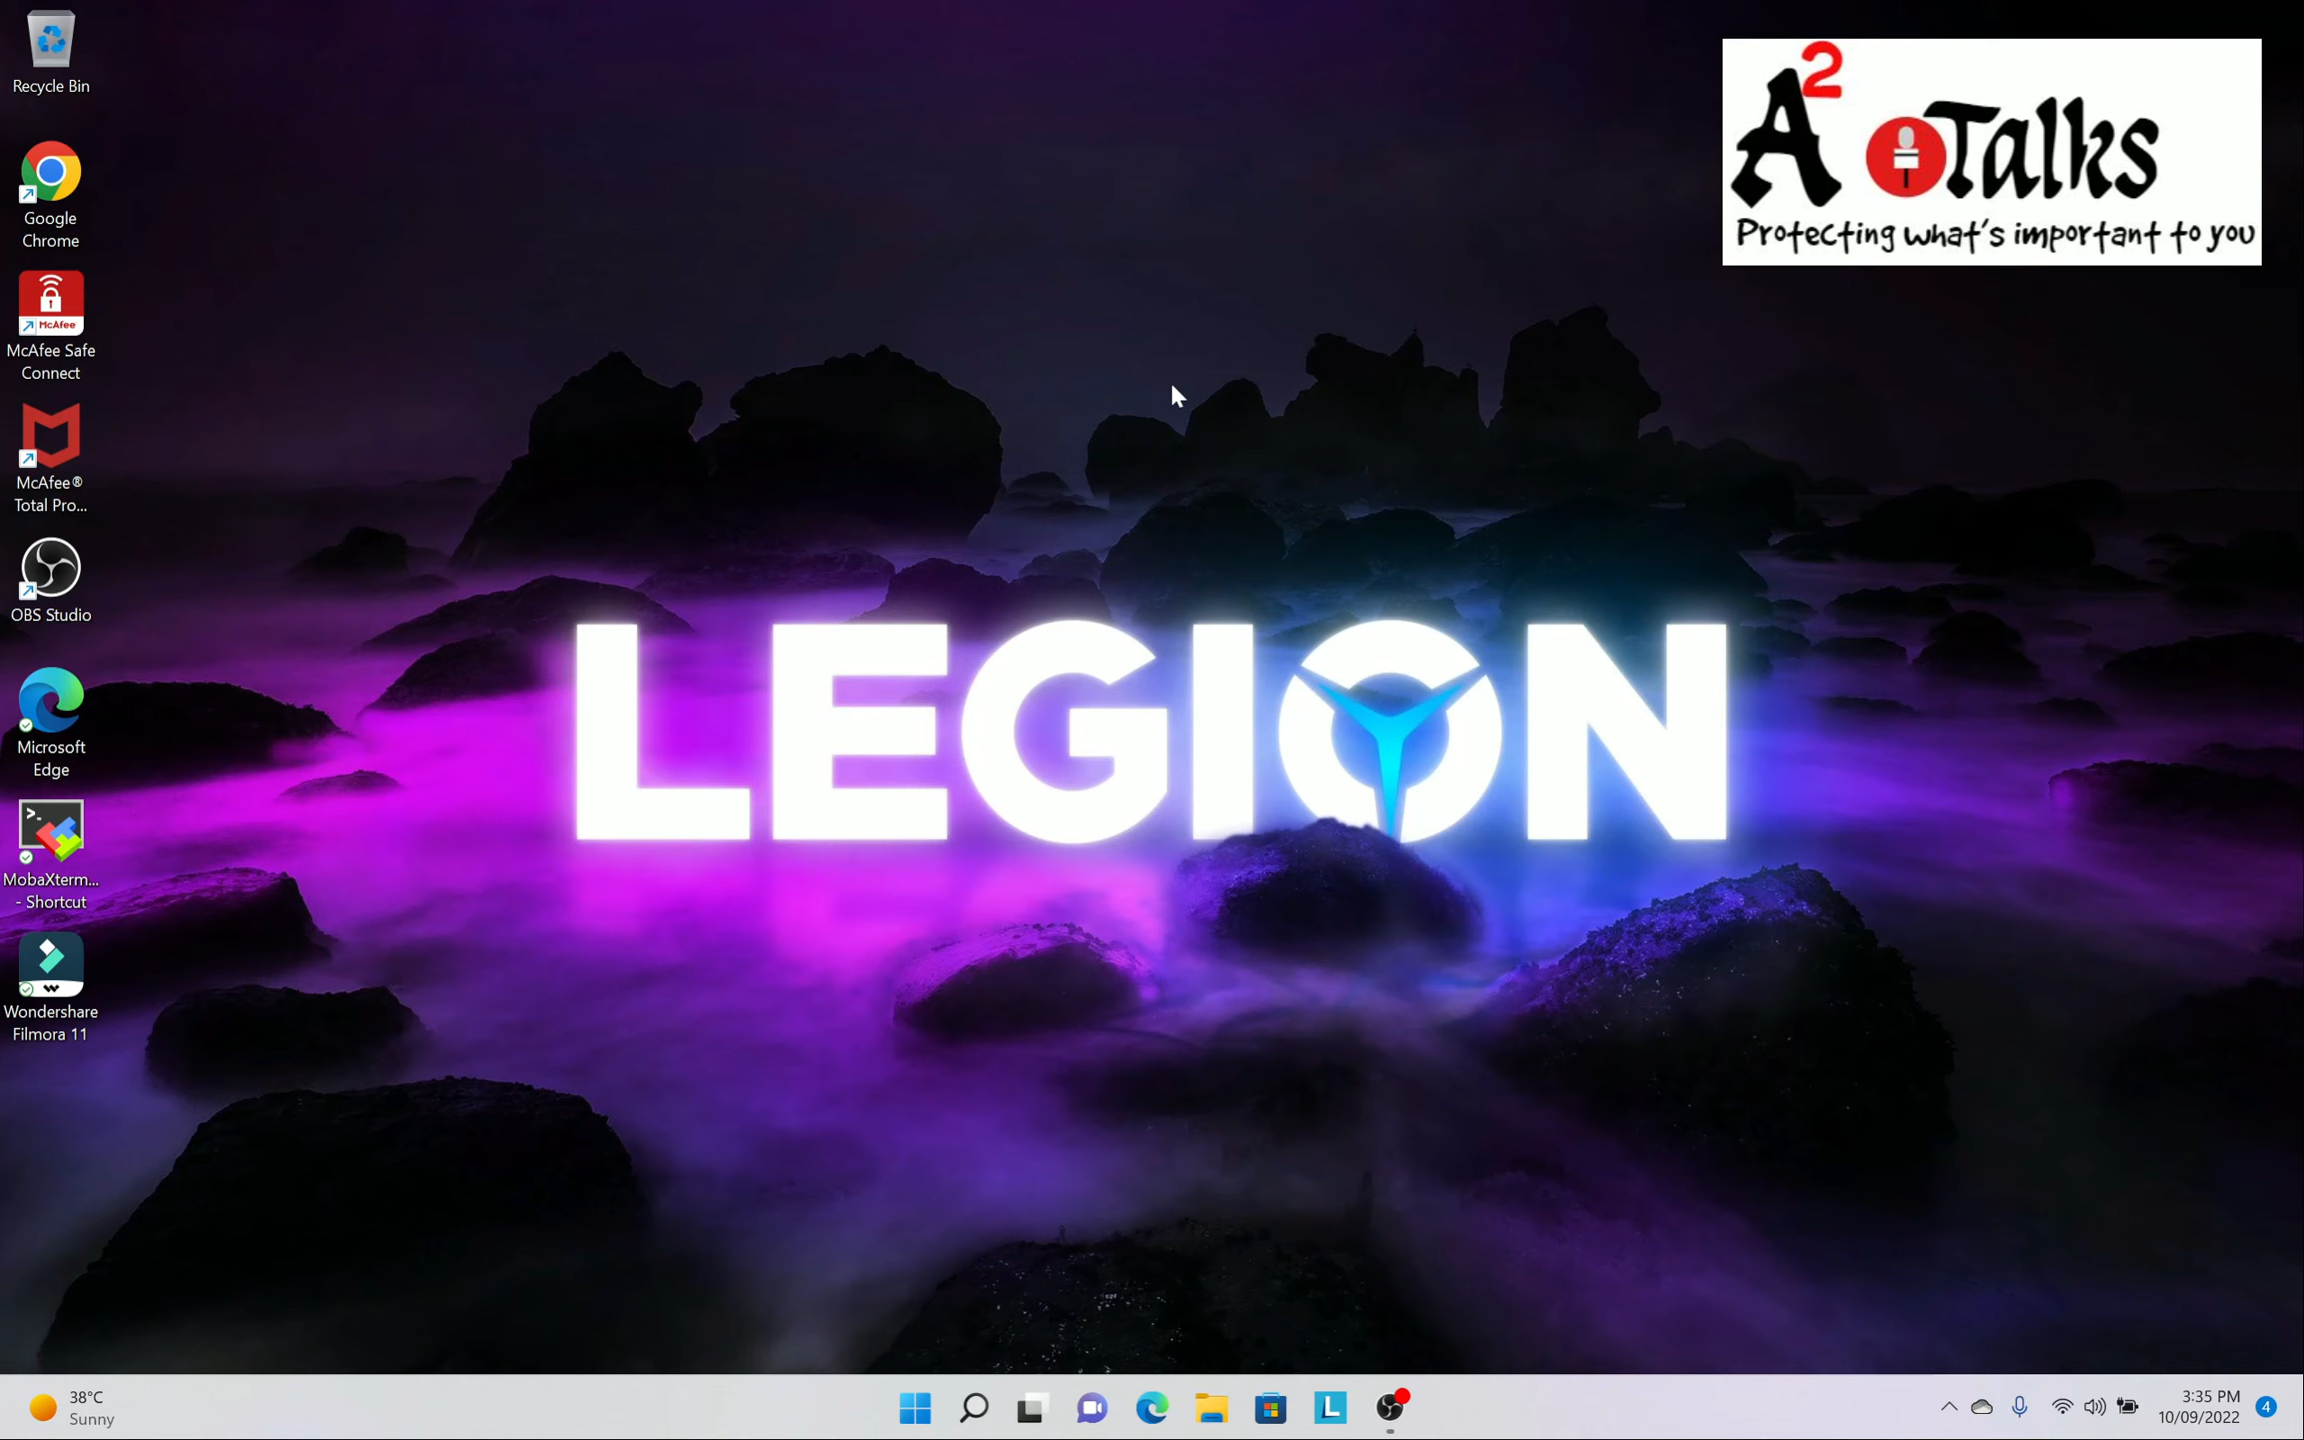 Recycle Bin
Google
Chrome
McAfee
McAfee Safe
Connect
McAfee®
Total Pro...
OBS Studio
Microsoft
Edge
>_
MobaXterm...
- Shortcut
Wondershare
Filmora 11
A2 Talks
Protecting what's important to you
LEGION
38°C
Sunny
L
3:35 PM
10/09/2022
4